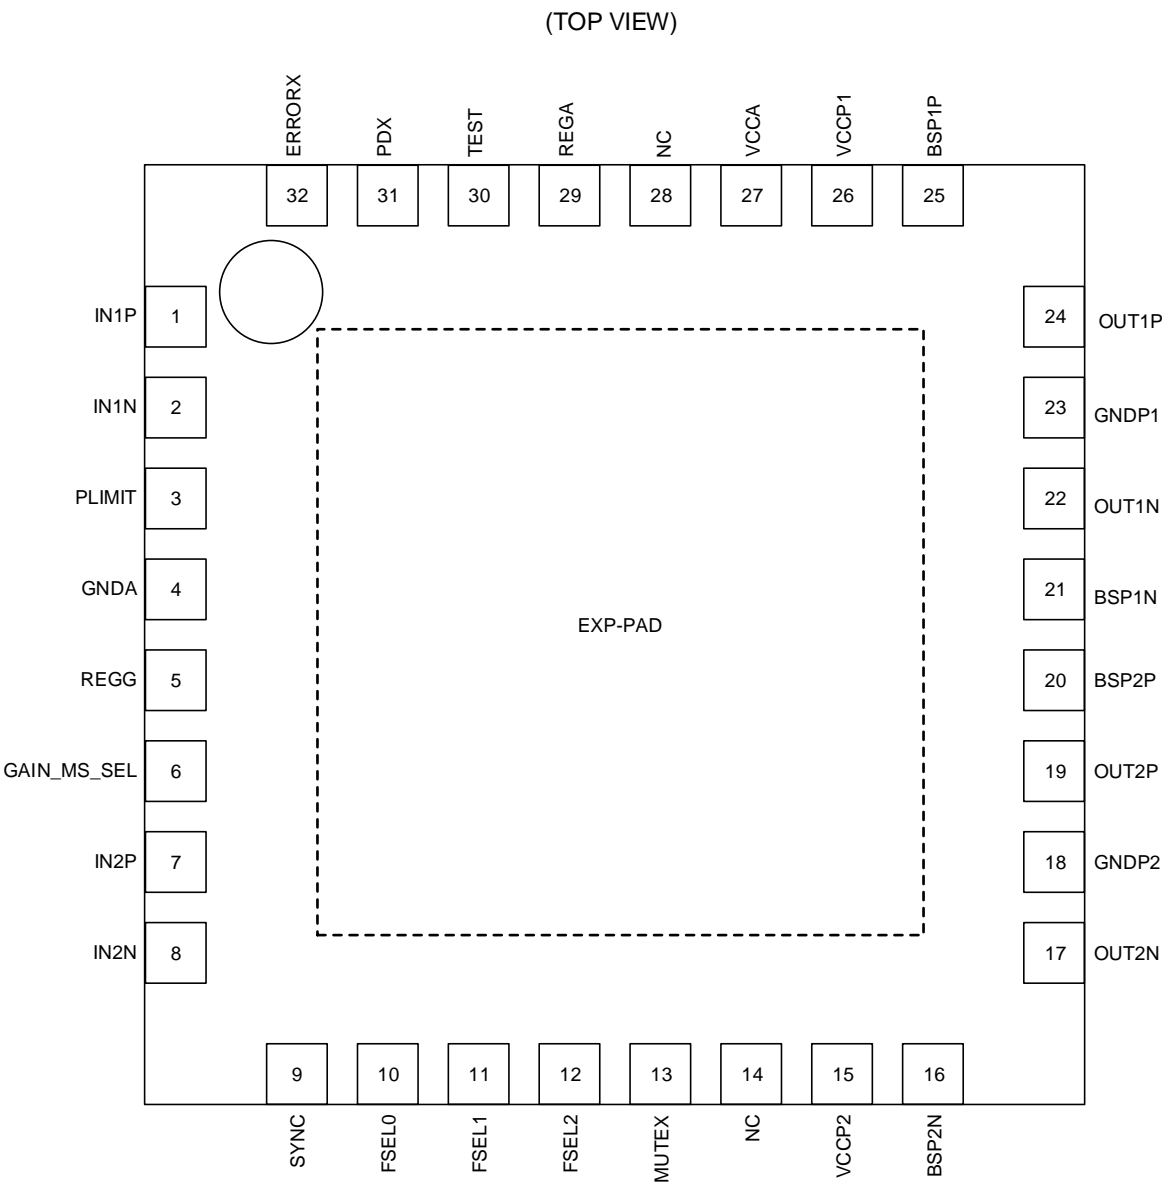 (TOP VIEW)
ERRORX
PDX
TEST
REGA
NC
VCCA
VCCP1
BSP1P
32
31
30
29
28
27
26
25
IN1P
1
24
OUT1P
IN1N
2
23
GNDP1
PLIMIT
3
22
OUT1N
GNDA
4
21
BSP1N
EXP-PAD
REGG
5
20
BSP2P
GAIN_MS_SEL
6
19
OUT2P
IN2P
7
18
GNDP2
IN2N
8
17
OUT2N
9
10
11
12
13
14
15
16
SYNC
FSEL0
FSEL1
FSEL2
MUTEX
NC
VCCP2
BSP2N